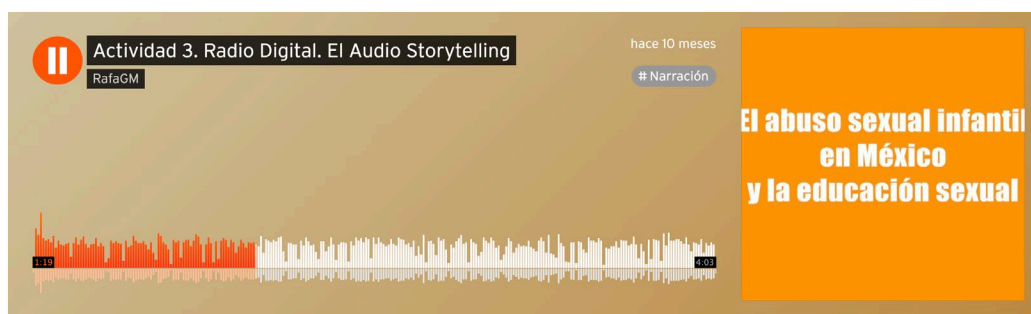 Actividad 3. Radio Digital. El Audio Storytelling
RafaGM
hace 10 meses
# Narración
1:19
4:03
El abuso sexual infantil
en México
y la educación sexual